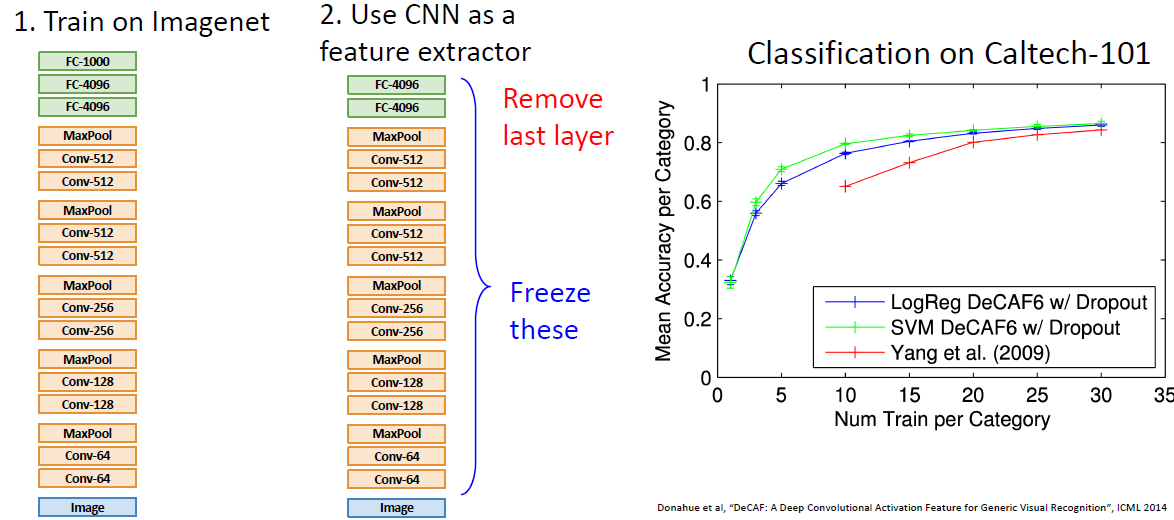 1. Train on Imagenet
FC-1000
FC-4096
FC-4096
MaxPool
Conv-512
Conv-512
MaxPool
Conv-512
Conv-512
MaxPool
Conv-256
Conv-256
MaxPool
Conv-128
Conv-128
MaxPool
Conv-64
Conv-64
Image
2. Use CNN as a
feature extractor
FC-4096
FC-4096
MaxPool
Conv-512
Conv-512
MaxPool
Conv-512
Conv-512
MaxPool
Conv-256
Conv-256
MaxPool
Conv-128
Conv-128
MaxPool
Conv-64
Conv-64
Image
Remove
last layer
Freeze
these
Classification on Caltech-101
Mean Accuracy per Category
1
0.8
0.6
0.4
0.2
0
LogReg DeCAF6 w/ Dropout
SVM DeCAF6 w/ Dropout
Yang et al. (2009)
0 5 10 15 20 25 30 35
Num Train per Category
Donahue et al, “DeCAF: A Deep Convolutional Activation Feature for Generic Visual Recognition”, ICML 2014